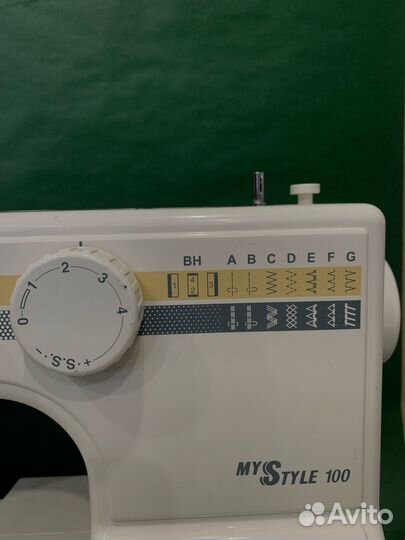 BH A B C D E F G
1 4 2 3
0 1 2 3 4
+ S.S. -
MY STYLE 100
Avito